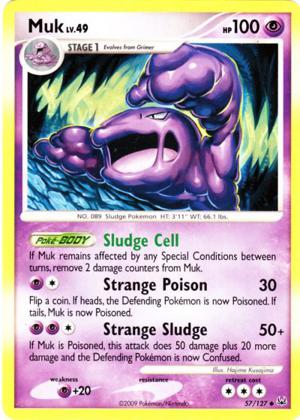 Muk LV.49
HP 100
STAGE 1 Evolves from Grimer
NO. 089 Sludge Pokémon HT: 3'11" WT: 66.1 lbs.
Poké-BODY Sludge Cell
If Muk remains affected by any Special Conditions between
turns, remove 2 damage counters from Muk.
Strange Poison 30
Flip a coin. If heads, the Defending Pokémon is now Poisoned. If
tails, Muk is now Poisoned.
Strange Sludge 50+
If Muk is Poisoned, this attack does 50 damage plus 20 more
damage and the Defending Pokémon is now Confused.
Illus. Hajime Kusajima
weakness resistance retreat cost
+20
©2009 Pokémon/Nintendo
57/127